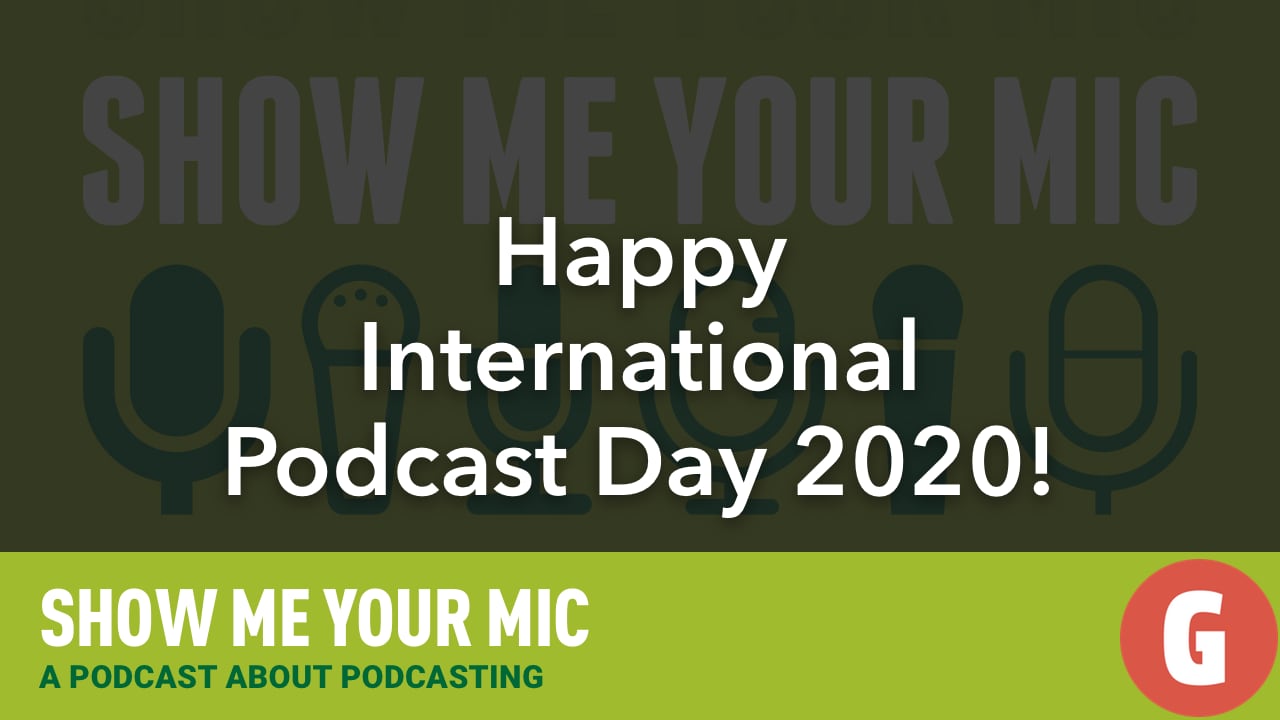 SHOW ME YOUR MIC
Happy
International
Podcast Day 2020!
SHOW ME YOUR MIC
A PODCAST ABOUT PODCASTING
G